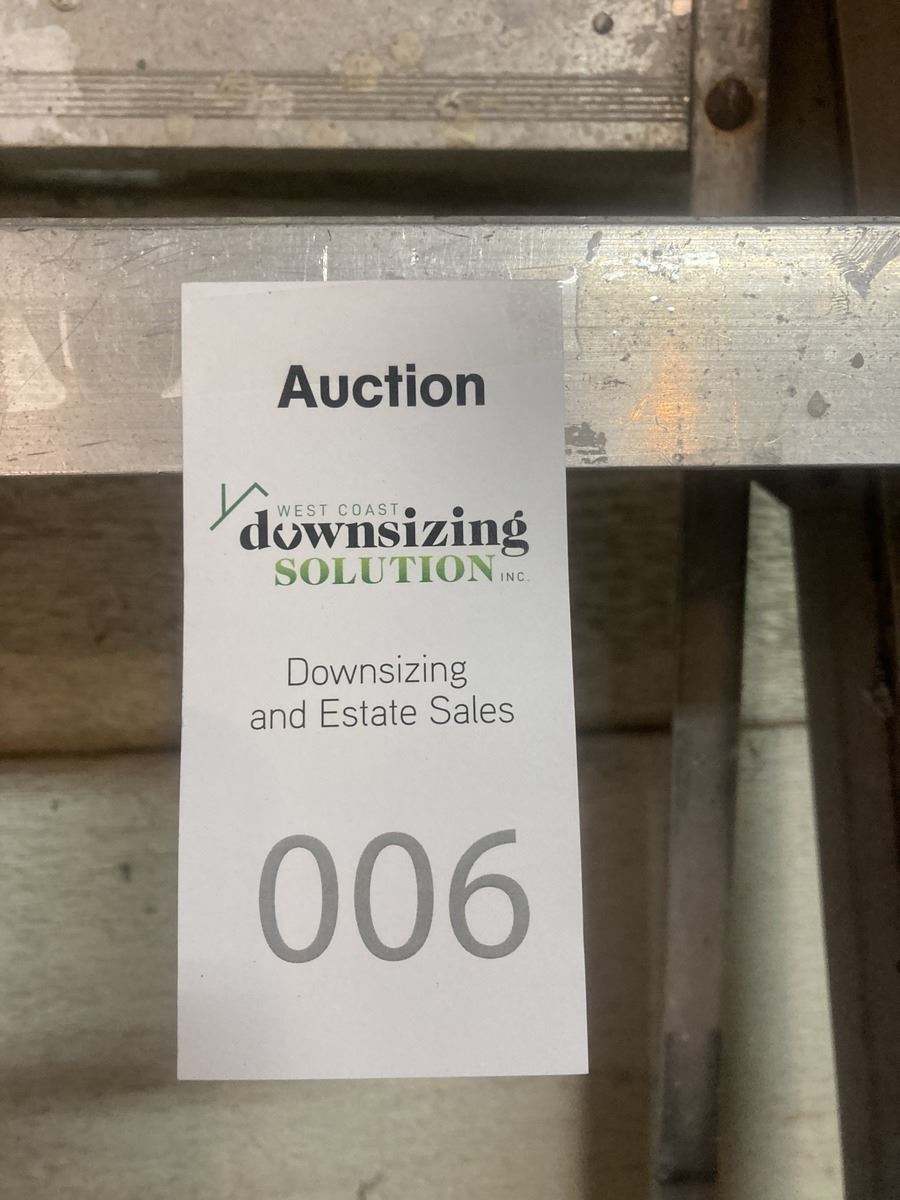 Auction
WEST COAST
downsizing
SOLUTION INC.
Downsizing
and Estate Sales
006